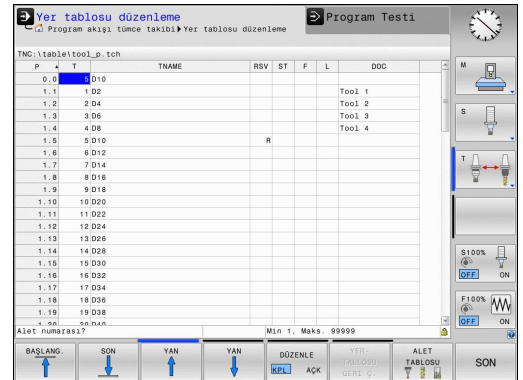 Yer tablosu düzenleme
Program akışı tümce takibi Yer tablosu düzenleme
Program Testi
TNC:\table\tool_p.tch
P T TNAME RSV ST F L DOC
0.0 5 D10
1.1 1 D2 Tool 1
1.2 2 D4 Tool 2
1.3 3 D6 Tool 3
1.4 4 D8 Tool 4
1.5 5 D10 R
1.6 6 D12
1.7 7 D14
1.8 8 D16
1.9 9 D18
1.10 10 D20
1.11 11 D22
1.12 12 D24
1.13 13 D26
1.14 14 D28
1.15 15 D30
1.16 16 D32
1.17 17 D34
1.18 18 D36
1.19 19 D38
1.20 20 D40
Alet numarası? Min 1, Maks. 99999
M
S
T
S100%
OFF ON
F100%
OFF ON
BAŞLANG.
SON
YAN
YAN
DÜZENLE
KPL AÇK
YER-
TABLOSU
GERİ Ç.
ALET
TABLOSU
SON